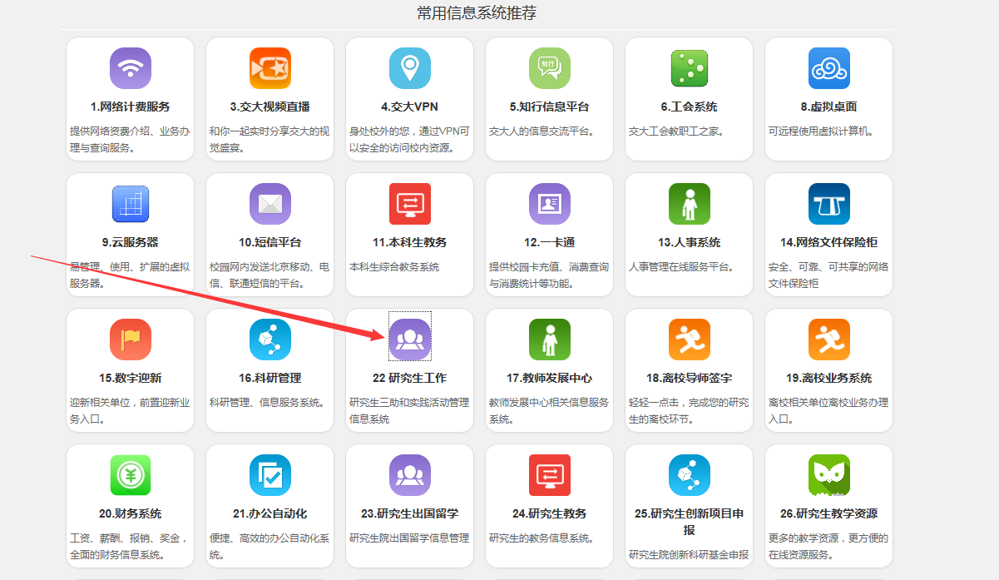 常用信息系统推荐
1.网络计费服务
提供网络资费介绍、业务办
理与查询服务。
3.交大视频直播
和你一起实时分享交大的视
觉盛宴。
4.交大VPN
身处校外的您，通过VPN可
以安全的访问校内资源。
知行
5.知行信息平台
交大人的信息交流平台。
6.工会系统
交大工会教职工之家。
8.虚拟桌面
可远程使用虚拟计算机。
9.云服务器
易管理、使用、扩展的虚拟
服务器。
10.短信平台
校园网内发送北京移动、电
信、联通短信的平台。
11.本科生教务
本科生综合教务系统
12.一卡通
提供校园卡充值、消费查询
与消费统计等功能。
13.人事系统
人事管理在线服务平台。
14.网络文件保险柜
安全、可靠、可共享的网络
文件保险柜
15.数字迎新
迎新相关单位，前置迎新业
务入口。
16.科研管理
科研管理、信息服务系统。
22 研究生工作
研究生三助和实践活动管理
信息系统
17.教师发展中心
教师发展中心相关信息服务
系统。
18.离校导师签字
轻轻一点击，完成您的研究
生的离校环节。
19.离校业务系统
离校相关单位离校业务办理
入口。
20.财务系统
工资、薪酬、报销、奖金，
全面的财务信息系统。
21.办公自动化
便捷、高效的办公自动化系
统。
23.研究生出国留学
研究生院出国留学信息管理
24.研究生教务
研究生的教务信息系统。
25.研究生创新项目申
报
研究生院创新科研基金申报
26.研究生教学资源
更多的教学资源，更方便的
在线资源服务。